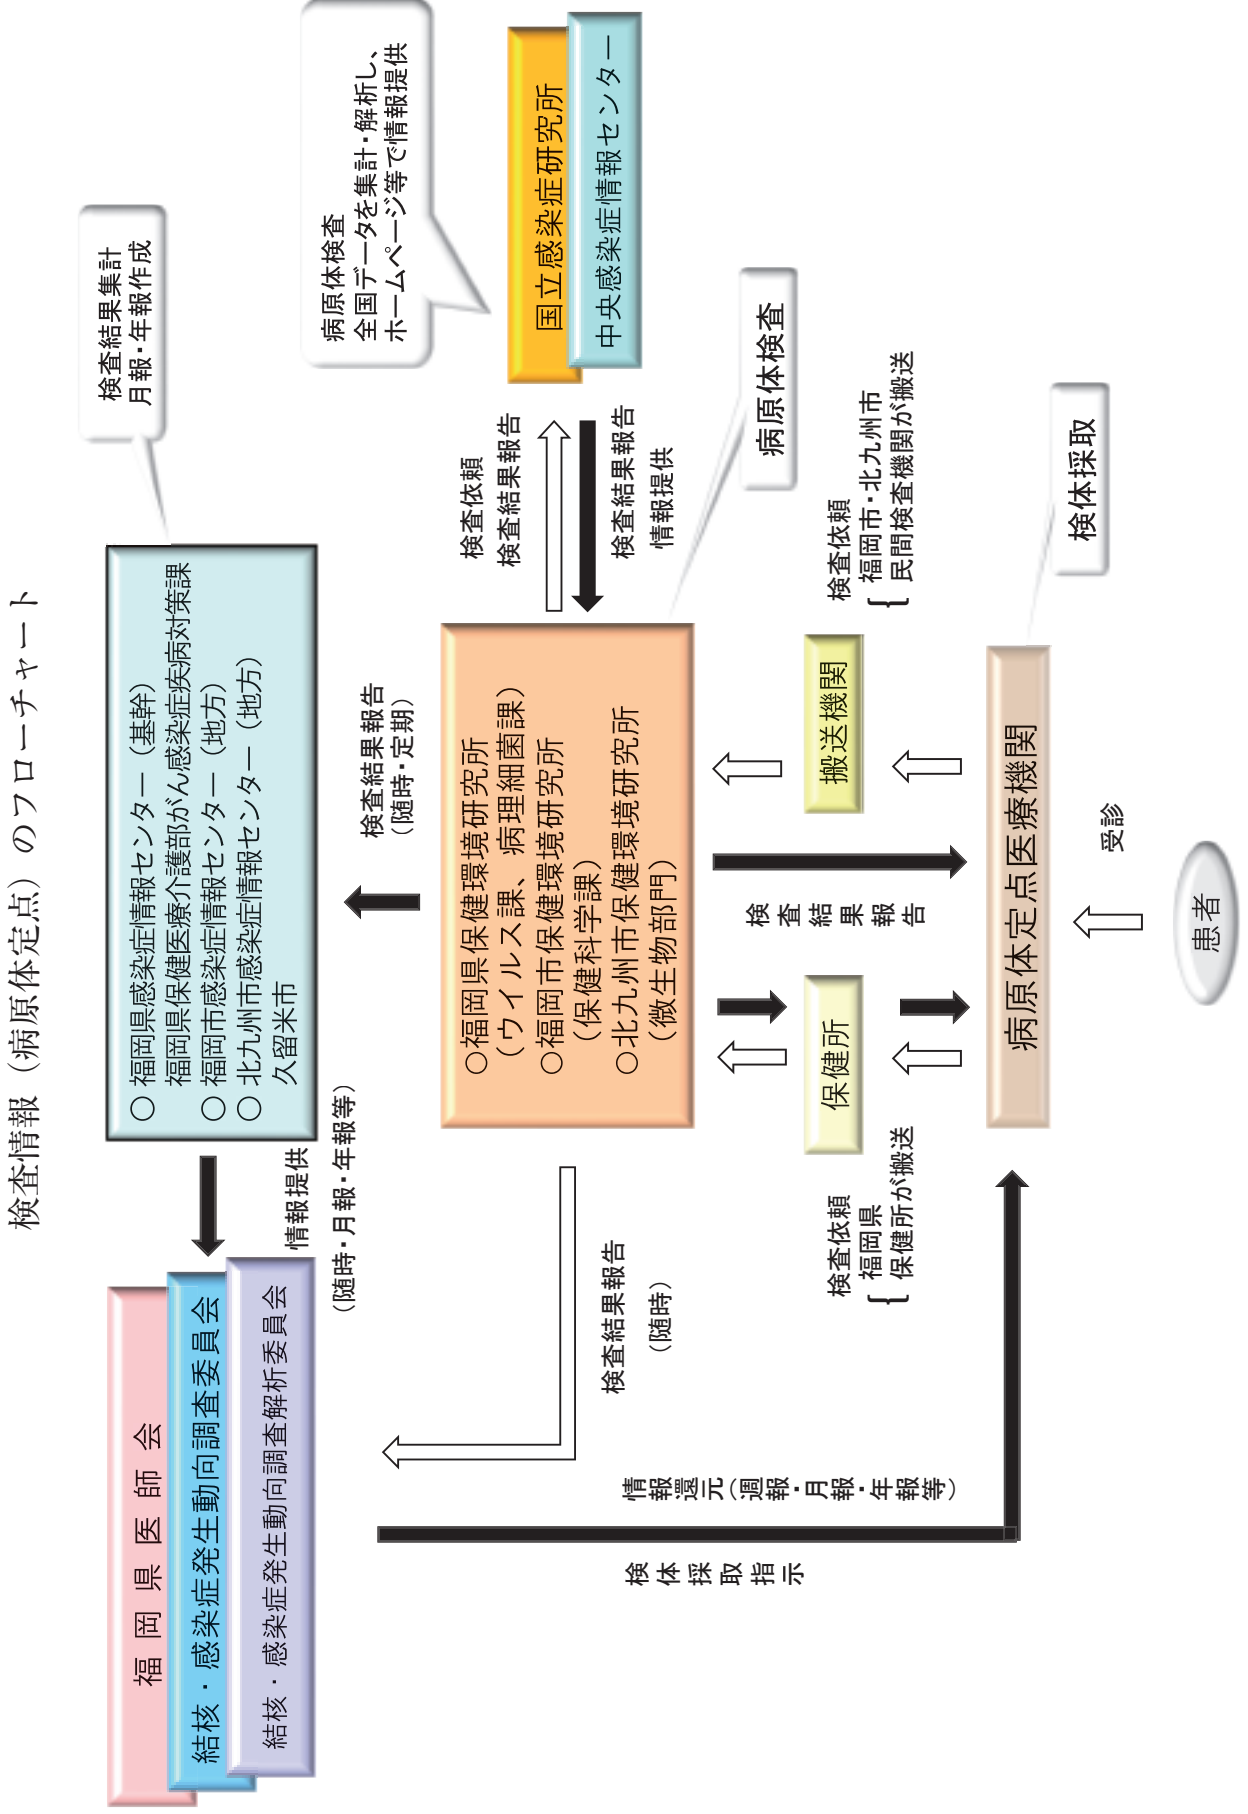 検査情報（病原体定点）のフローチャート
福岡県医師会
結核・感染症発生動向調査委員会
結核・感染症発生動向調査解析委員会
情報提供
（随時・月報・年報等）
○ 福岡県感染症情報センター（基幹）
福岡県保健医療介護部がん感染症疾病対策課
○ 福岡市感染症情報センター（地方）
○ 北九州市感染症情報センター（地方）
久留米市
検査結果集計
月報・年報作成
病原体検査
全国データを集計・解析し、
ホームページ等で情報提供
検査結果報告
（随時・定期）
検査結果報告
（随時）
○福岡県保健環境研究所
（ウイルス課、病理細菌課）
○福岡市保健環境研究所
（保健科学課）
○北九州市保健環境研究所
（微生物部門）
検査依頼
検査結果報告
検査結果報告
情報提供
国立感染症研究所
中央感染症情報センター
病原体検査
情報還元（週報・月報・年報等）
検体採取指示
検査依頼
福岡県
保健所が搬送
保健所
検査結果報告
搬送機関
検査依頼
福岡市・北九州市
民間検査機関が搬送
病原体定点医療機関
検体採取
受診
患者